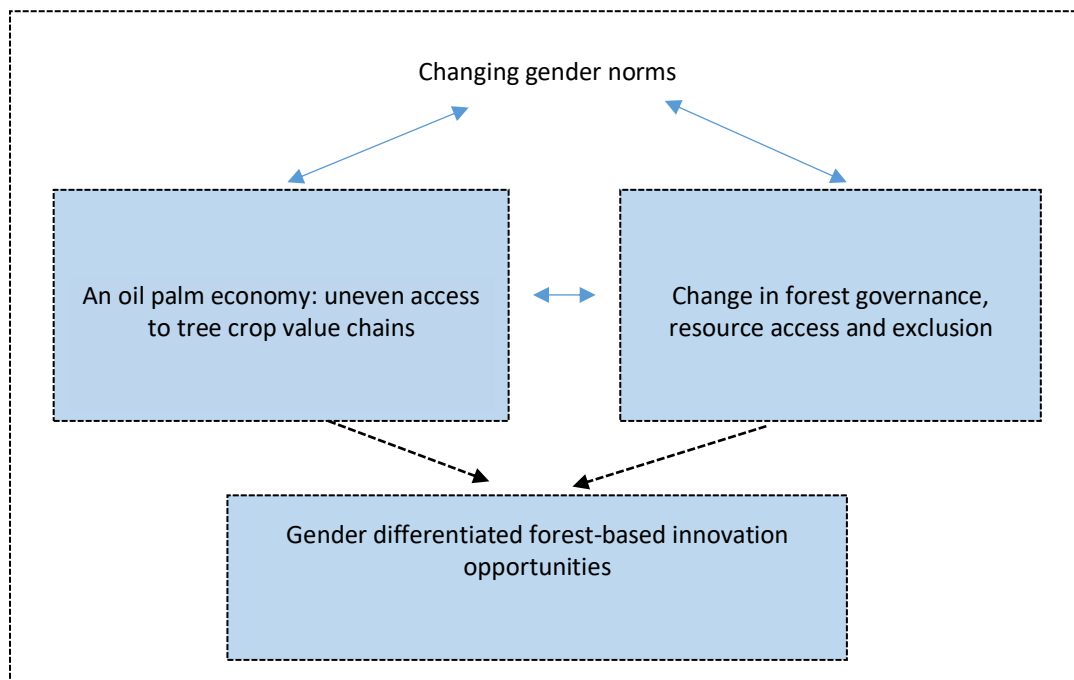 Changing gender norms
An oil palm economy: uneven access
to tree crop value chains
Change in forest governance,
resource access and exclusion
Gender differentiated forest-based innovation
opportunities